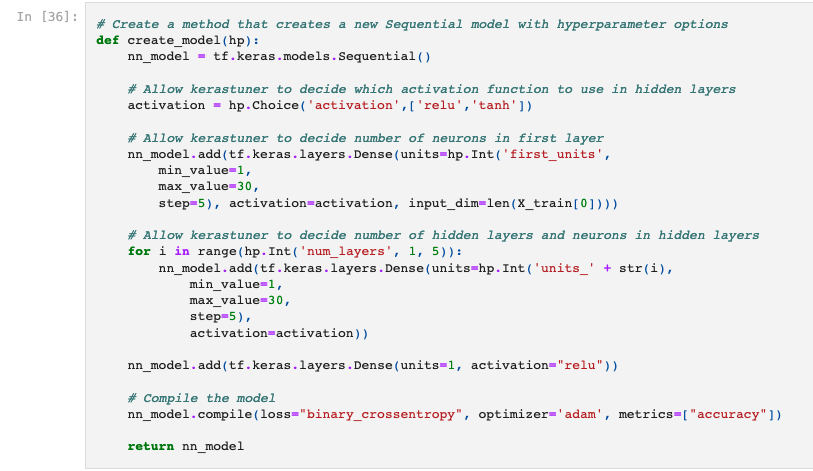 In [36]:
# Create a method that creates a new Sequential model with hyperparameter options
def create_model(hp):
    nn_model = tf.keras.models.Sequential()

    # Allow kerastuner to decide which activation function to use in hidden layers
    activation = hp.Choice('activation',['relu','tanh'])

    # Allow kerastuner to decide number of neurons in first layer
    nn_model.add(tf.keras.layers.Dense(units=hp.Int('first_units',
        min_value=1,
        max_value=30,
        step=5), activation=activation, input_dim=len(X_train[0])))

    # Allow kerastuner to decide number of hidden layers and neurons in hidden layers
    for i in range(hp.Int('num_layers', 1, 5)):
        nn_model.add(tf.keras.layers.Dense(units=hp.Int('units_' + str(i),
            min_value=1,
            max_value=30,
            step=5),
            activation=activation))

    nn_model.add(tf.keras.layers.Dense(units=1, activation="relu"))

    # Compile the model
    nn_model.compile(loss="binary_crossentropy", optimizer='adam', metrics=["accuracy"])

    return nn_model